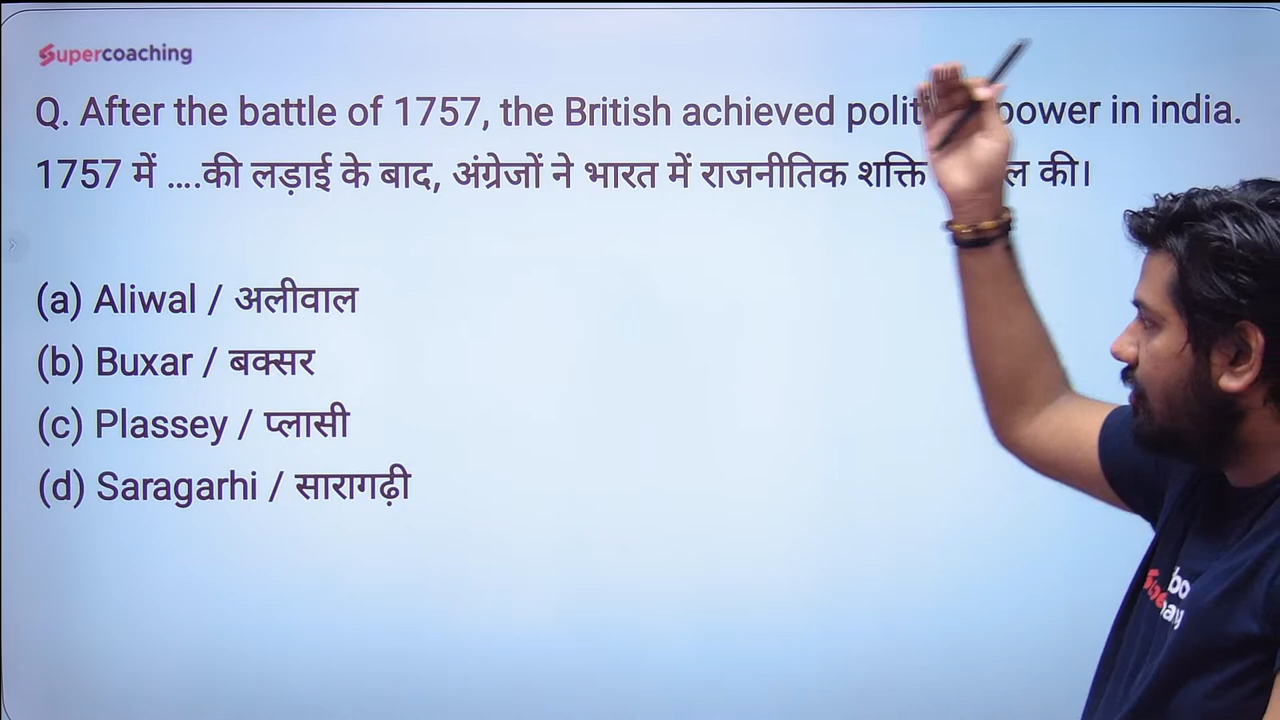 Supercoaching
Q. After the battle of 1757, the British achieved power in india.
1757 में ....की लड़ाई के बाद, अंग्रेजों ने भारत में राजनीतिक शक्ति की।
(a) Aliwal / अलीवाल
(b) Buxar / बक्सर
(c) Plassey / प्लासी
(d) Saragarhi / सारागढ़ी